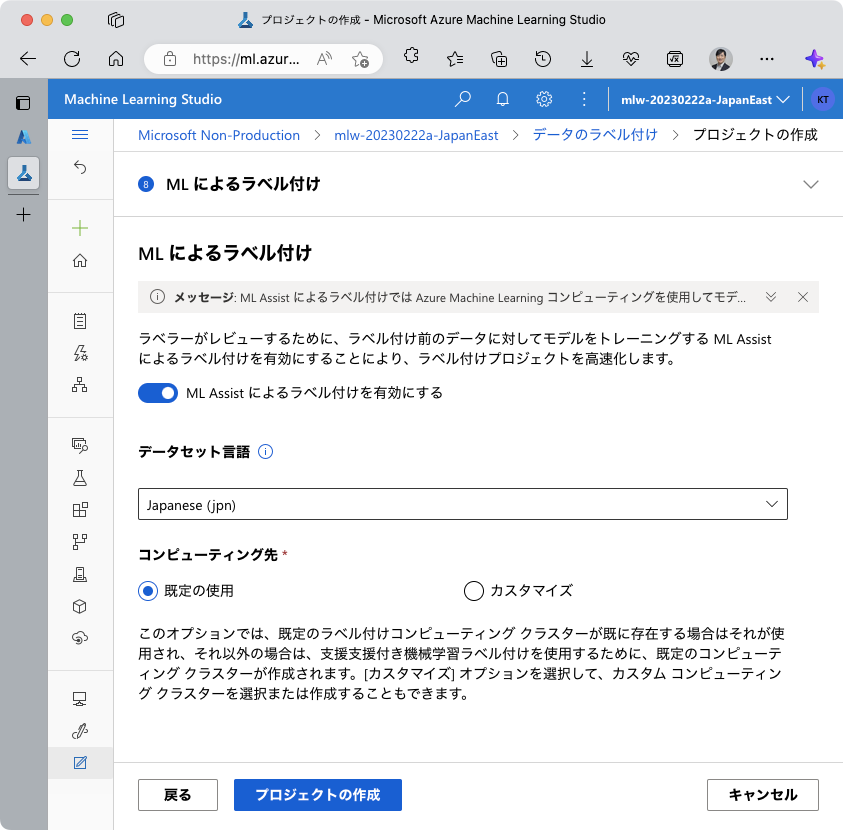 プロジェクトの作成 - Microsoft Azure Machine Learning Studio
https://ml.azur...
Machine Learning Studio
mlw-20230222a-JapanEast
KT
Microsoft Non-Production > mlw-20230222a-JapanEast > データのラベル付け > プロジェクトの作成
8 ML によるラベル付け
ML によるラベル付け
メッセージ: ML Assist によるラベル付けでは Azure Machine Learning コンピューティングを使用してモデ...
ラベラーがレビューするために、ラベル付け前のデータに対してモデルをトレーニングする ML Assist
によるラベル付けを有効にすることにより、ラベル付けプロジェクトを高速化します。
ML Assist によるラベル付けを有効にする
データセット言語
Japanese (jpn)
コンピューティング先 *
既定の使用
カスタマイズ
このオプションでは、既定のラベル付けコンピューティング クラスターが既に存在する場合はそれが使
用され、それ以外の場合は、支援支援付き機械学習ラベル付けを使用するために、既定のコンピューテ
ィング クラスターが作成されます。[カスタマイズ] オプションを選択して、カスタム コンピューティン
グ クラスターを選択または作成することもできます。
戻る
プロジェクトの作成
キャンセル